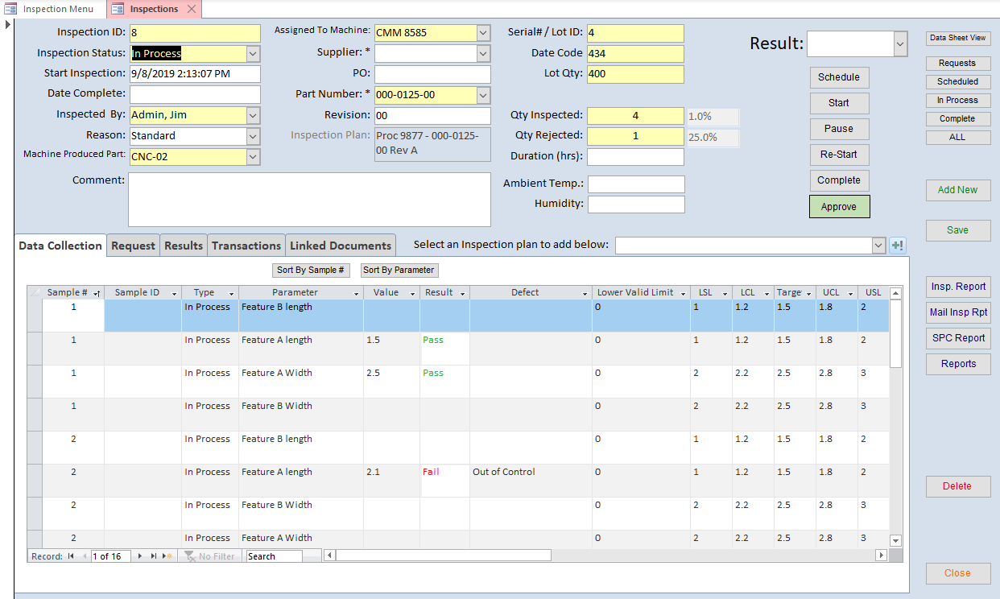 Inspection Menu Inspections
Inspection ID: 8 Assigned To Machine: CMM 8585 Serial# / Lot ID: 4 Result: Data Sheet View
Inspection Status: In Process Supplier: * Date Code 434 Requests
Start Inspection: 9/8/2019 2:13:07 PM PO: Lot Qty: 400 Schedule Scheduled
Date Complete: Part Number: * 000-0125-00 Start In Process
Inspected By: Admin, Jim Revision: 00 Qty Inspected: 4 1.0% Complete
Reason: Standard Inspection Plan: Proc 9877 - 000-0125- Qty Rejected: 1 25.0% Pause ALL
00 Rev A
Machine Produced Part: CNC-02 Duration (hrs): Re-Start
Comment: Ambient Temp.: Complete
Add New
Humidity: Approve
Save
Data Collection Request Results Transactions Linked Documents Select an Inspection plan to add below: +!
Sort By Sample # Sort By Parameter
Insp. Report
Sample # Sample ID Type Parameter Value Result Defect Lower Valid Limit LSL LCL Targe UCL USL
1 In Process Feature B length 0 1 1.2 1.5 1.8 2
Mail Insp Rpt
1 In Process Feature A length 1.5 Pass 0 1 1.2 1.5 1.8 2
SPC Report
Reports
1 In Process Feature A Width 2.5 Pass 0 2 2.2 2.5 2.8 3
1 In Process Feature B Width 0 2 2.2 2.5 2.8 3
2 In Process Feature B length 0 1 1.2 1.5 1.8 2
2 In Process Feature A length 2.1 Fail Out of Control 0 1 1.2 1.5 1.8 2
Delete
2 In Process Feature B Width 0 2 2.2 2.5 2.8 3
2 In Process Feature A Width 0 2 2.2 2.5 2.8 3
Record: 1 of 16 No Filter Search
Close